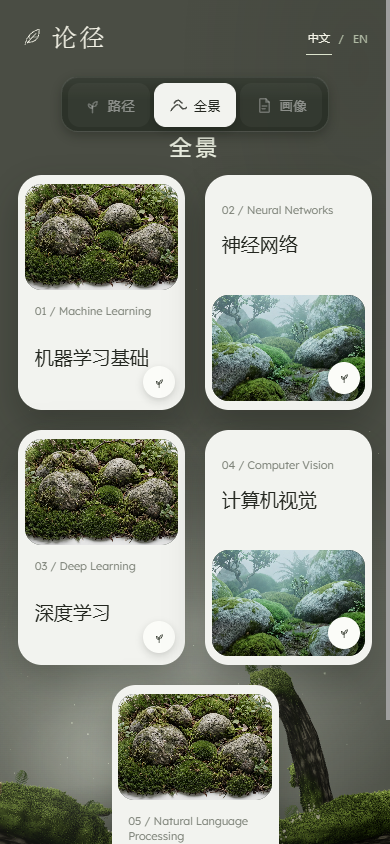 论径
中文 / EN
路径
全景
画像
全景
01 / Machine Learning
机器学习基础
02 / Neural Networks
神经网络
03 / Deep Learning
深度学习
04 / Computer Vision
计算机视觉
05 / Natural Language
Processing